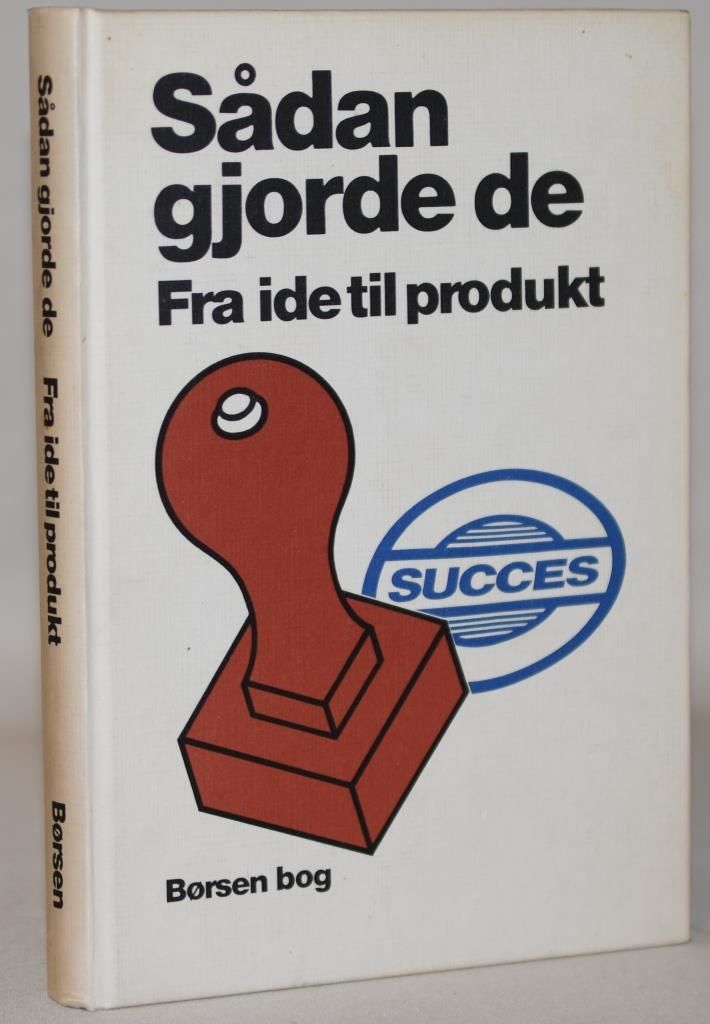 Sådan
gjorde de
Fra ide til produkt
SUCCES
Børsen bog
Sådan gjorde de Fra ide til produkt Børsen